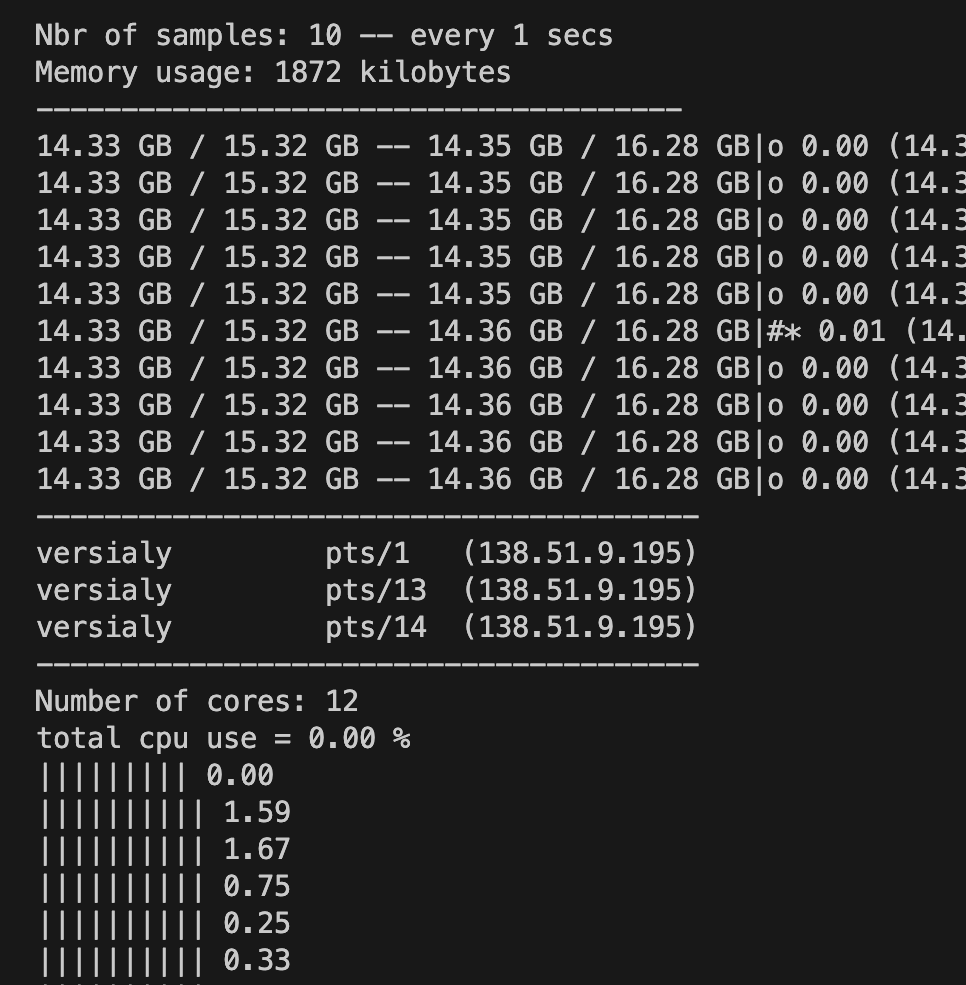 Nbr of samples: 10 -- every 1 secs
Memory usage: 1872 kilobytes
---------------------------------------
14.33 GB / 15.32 GB -- 14.35 GB / 16.28 GB|o 0.00 (14.3
14.33 GB / 15.32 GB -- 14.35 GB / 16.28 GB|o 0.00 (14.3
14.33 GB / 15.32 GB -- 14.35 GB / 16.28 GB|o 0.00 (14.3
14.33 GB / 15.32 GB -- 14.35 GB / 16.28 GB|o 0.00 (14.3
14.33 GB / 15.32 GB -- 14.35 GB / 16.28 GB|o 0.00 (14.3
14.33 GB / 15.32 GB -- 14.36 GB / 16.28 GB|#* 0.01 (14.
14.33 GB / 15.32 GB -- 14.36 GB / 16.28 GB|o 0.00 (14.3
14.33 GB / 15.32 GB -- 14.36 GB / 16.28 GB|o 0.00 (14.3
14.33 GB / 15.32 GB -- 14.36 GB / 16.28 GB|o 0.00 (14.3
14.33 GB / 15.32 GB -- 14.36 GB / 16.28 GB|o 0.00 (14.3
---------------------------------------
versialy         pts/1   (138.51.9.195)
versialy         pts/13  (138.51.9.195)
versialy         pts/14  (138.51.9.195)
---------------------------------------
Number of cores: 12
total cpu use = 0.00 %
||||||||| 0.00
|||||||||| 1.59
|||||||||| 1.67
|||||||||| 0.75
|||||||||| 0.25
|||||||||| 0.33